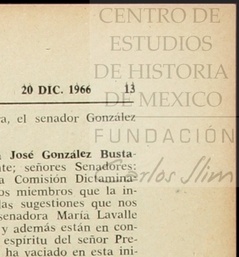 CENTRO DE
ESTUDIOS
DE HISTORIA
DE MEXICO
FUNDACIÓN
Carlos Slim
20 DIC. 1966 13
a, el senador González
José González Busta-
te; señores Senadores:
a Comisión Dictamina-
os miembros que la in-
las sugestiones que nos
senadora María Lavalle
y además están en con-
espíritu del señor Pre-
ha vaciado en esta ini-